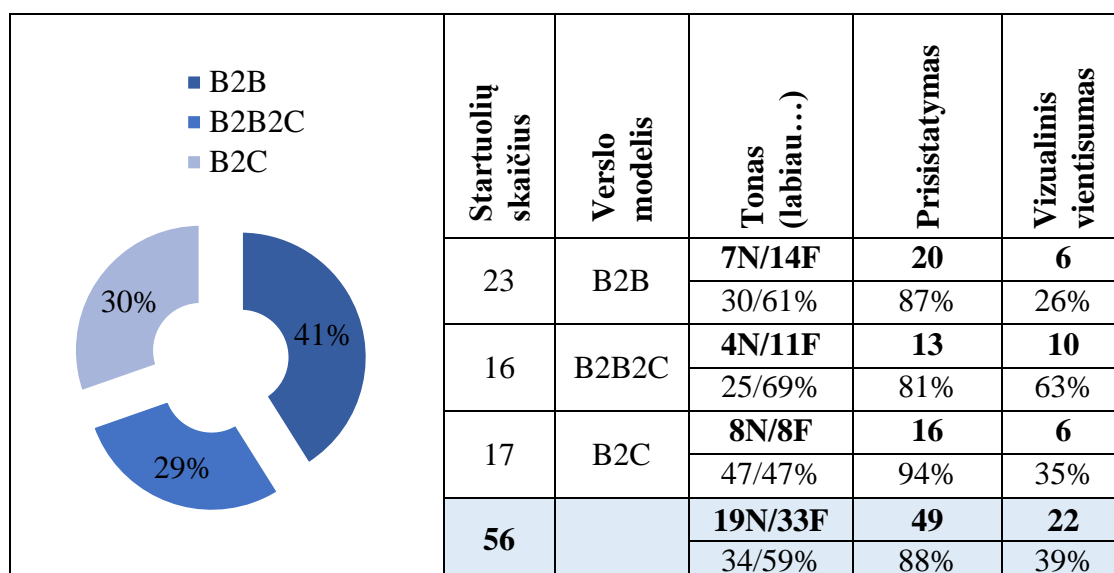 B2B
B2B2C
B2C
30%
41%
29%
Startuolių
skaičius
Verslo
modelis
Tonas
(labiau…)
Prisistatymas
Vizualinis
vientisumas
23
B2B
7N/14F
20
6
30/61%
87%
26%
16
B2B2C
4N/11F
13
10
25/69%
81%
63%
17
B2C
8N/8F
16
6
47/47%
94%
35%
56
19N/33F
49
22
34/59%
88%
39%